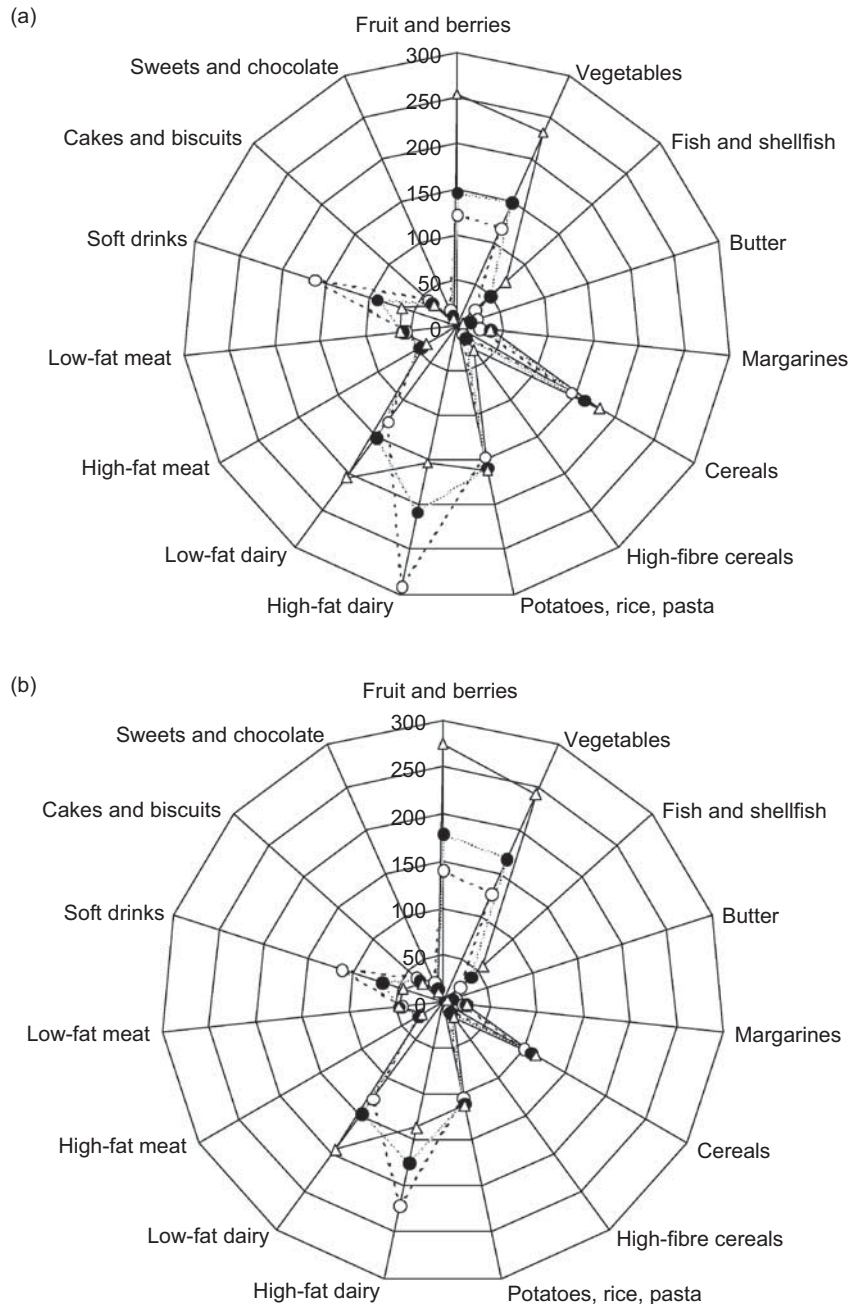 (a)
Fruit and berries
Sweets and chocolate
Vegetables
Cakes and biscuits
Fish and shellfish
Soft drinks
Butter
Low-fat meat
Margarines
High-fat meat
Cereals
Low-fat dairy
High-fibre cereals
High-fat dairy
Potatoes, rice, pasta
300
250
200
150
100
50
0
(b)
Fruit and berries
Sweets and chocolate
Vegetables
Cakes and biscuits
Fish and shellfish
Soft drinks
Butter
Low-fat meat
Margarines
High-fat meat
Cereals
Low-fat dairy
High-fibre cereals
High-fat dairy
Potatoes, rice, pasta
300
250
200
150
100
50
0